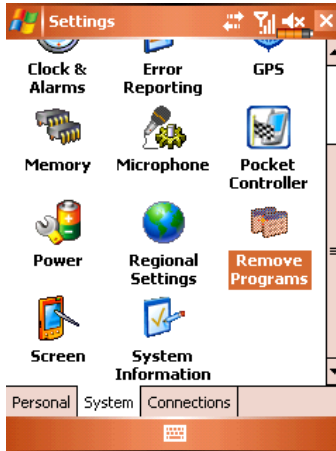 Settings
Clock &
Alarms
Error
Reporting
GPS
Memory
Microphone
Pocket
Controller
Power
Regional
Settings
Remove
Programs
Screen
System
Information
Personal System Connections